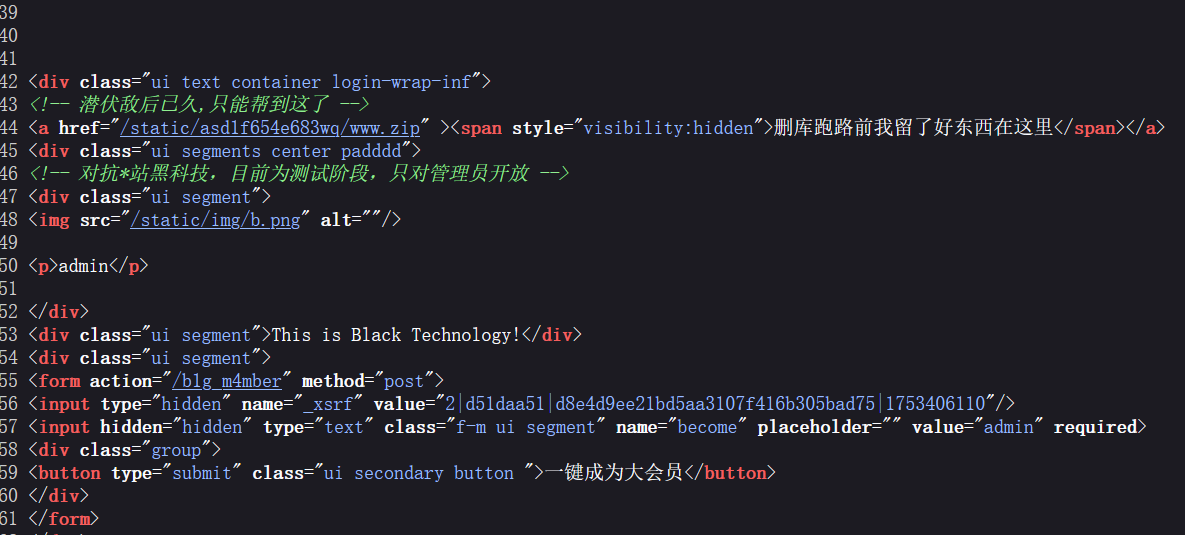 39
40
41
42 <div class="ui text container login-wrap-inf">
43 <!-- 潜伏敌后已久,只能帮到这了 -->
44 <a href="/static/asdlf654e683wq/www.zip" ><span style="visibility:hidden">删库跑路前我留了好东西在这里</span></a>
45 <div class="ui segments center padddd">
46 <!-- 对抗*站黑科技，目前为测试阶段，只对管理员开放 -->
47 <div class="ui segment">
48 <img src="/static/img/b.png" alt=""/>
49
50 <p>admin</p>
51
52 </div>
53 <div class="ui segment">This is Black Technology!</div>
54 <div class="ui segment">
55 <form action="/b1g_m4mber" method="post">
56 <input type="hidden" name="_xsrf" value="2|d51daa51|d8e4d9ee21bd5aa3107f416b305bad75|1753406110"/>
57 <input hidden="hidden" type="text" class="f-m ui segment" name="become" placeholder="" value="admin" required>
58 <div class="group">
59 <button type="submit" class="ui secondary button ">一键成为大会员</button>
60 </div>
61 </form>